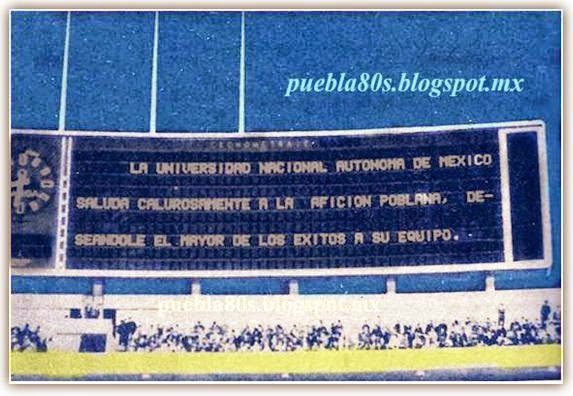 puebla80s.blogspot.mx
CRONOMETRAJE
LA UNIVERSIDAD NACIONAL AUTONOMA DE MEXICO
SALUDA CALUROSAMENTE A LA AFICION POBLANA, DE-
SEANDOLE EL MAYOR DE LOS EXITOS A SU EQUIPO.
puebla80s.blogspot.mx